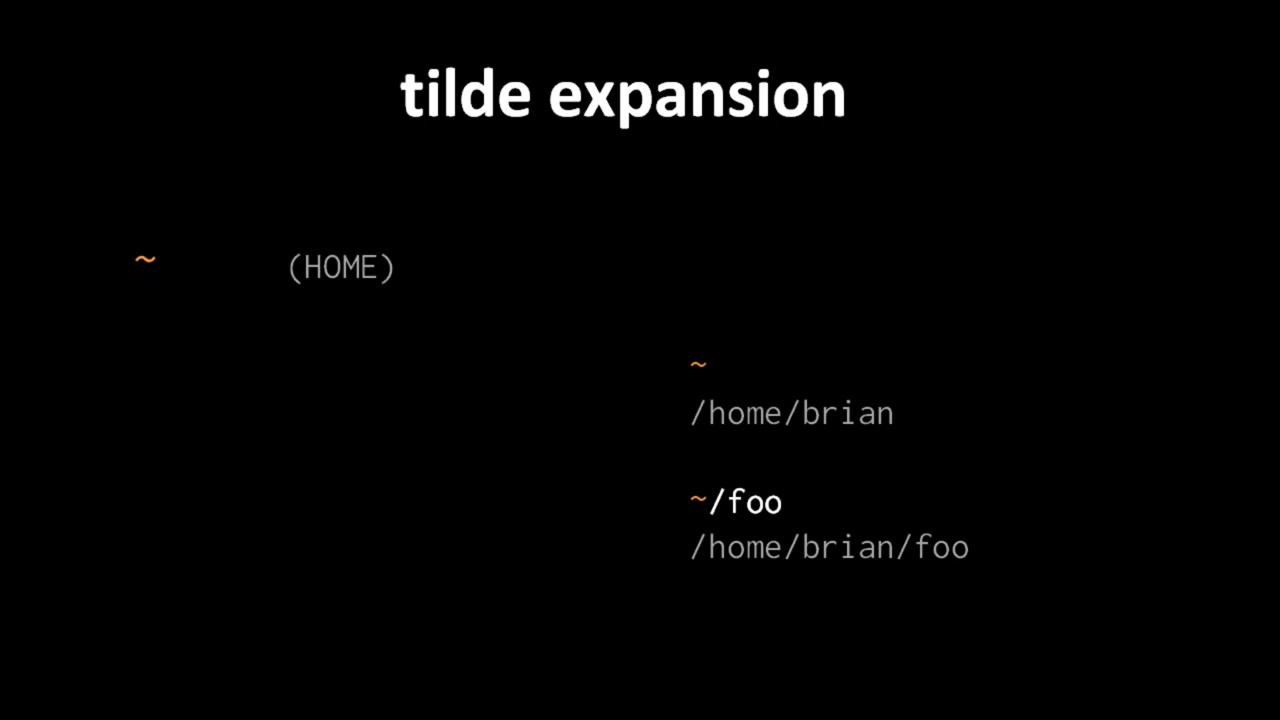 tilde expansion
~ (HOME)
~
/home/brian
~/foo
/home/brian/foo